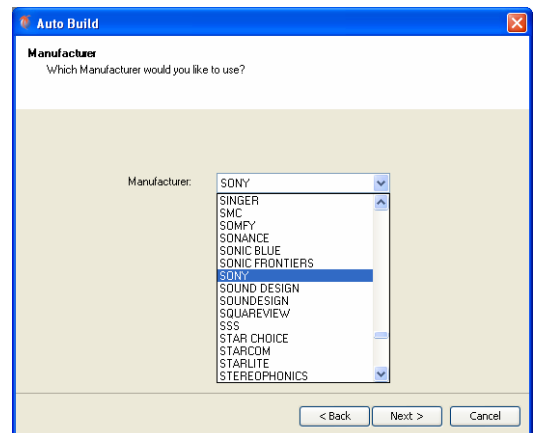 Auto Build
Manufacturer
Which Manufacturer would you like to use?
Manufacturer: SONY
SINGER
SMC
SOMFY
SONANCE
SONIC BLUE
SONIC FRONTIERS
SONY
SOUND DESIGN
SOUNDESIGN
SQUAREVIEW
SSS
STAR CHOICE
STARCOM
STARLITE
STEREOPHONICS
< Back Next > Cancel